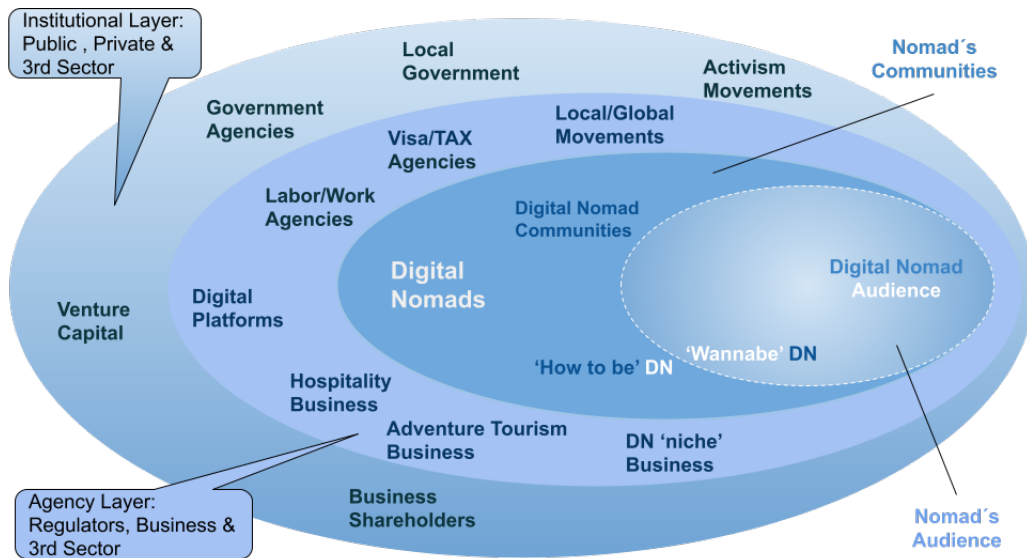 Institutional Layer:
Public , Private &
3rd Sector
Local
Government
Nomad´s
Communities
Activism
Movements
Government
Agencies
Local/Global
Movements
Visa/TAX
Agencies
Labor/Work
Agencies
Digital Nomad
Communities
Digital
Nomads
Digital Nomad
Audience
Venture
Capital
Digital
Platforms
‘Wannabe’ DN
‘How to be’ DN
Hospitality
Business
Adventure Tourism
Business
DN ‘niche’
Business
Agency Layer:
Regulators, Business &
3rd Sector
Business
Shareholders
Nomad´s
Audience